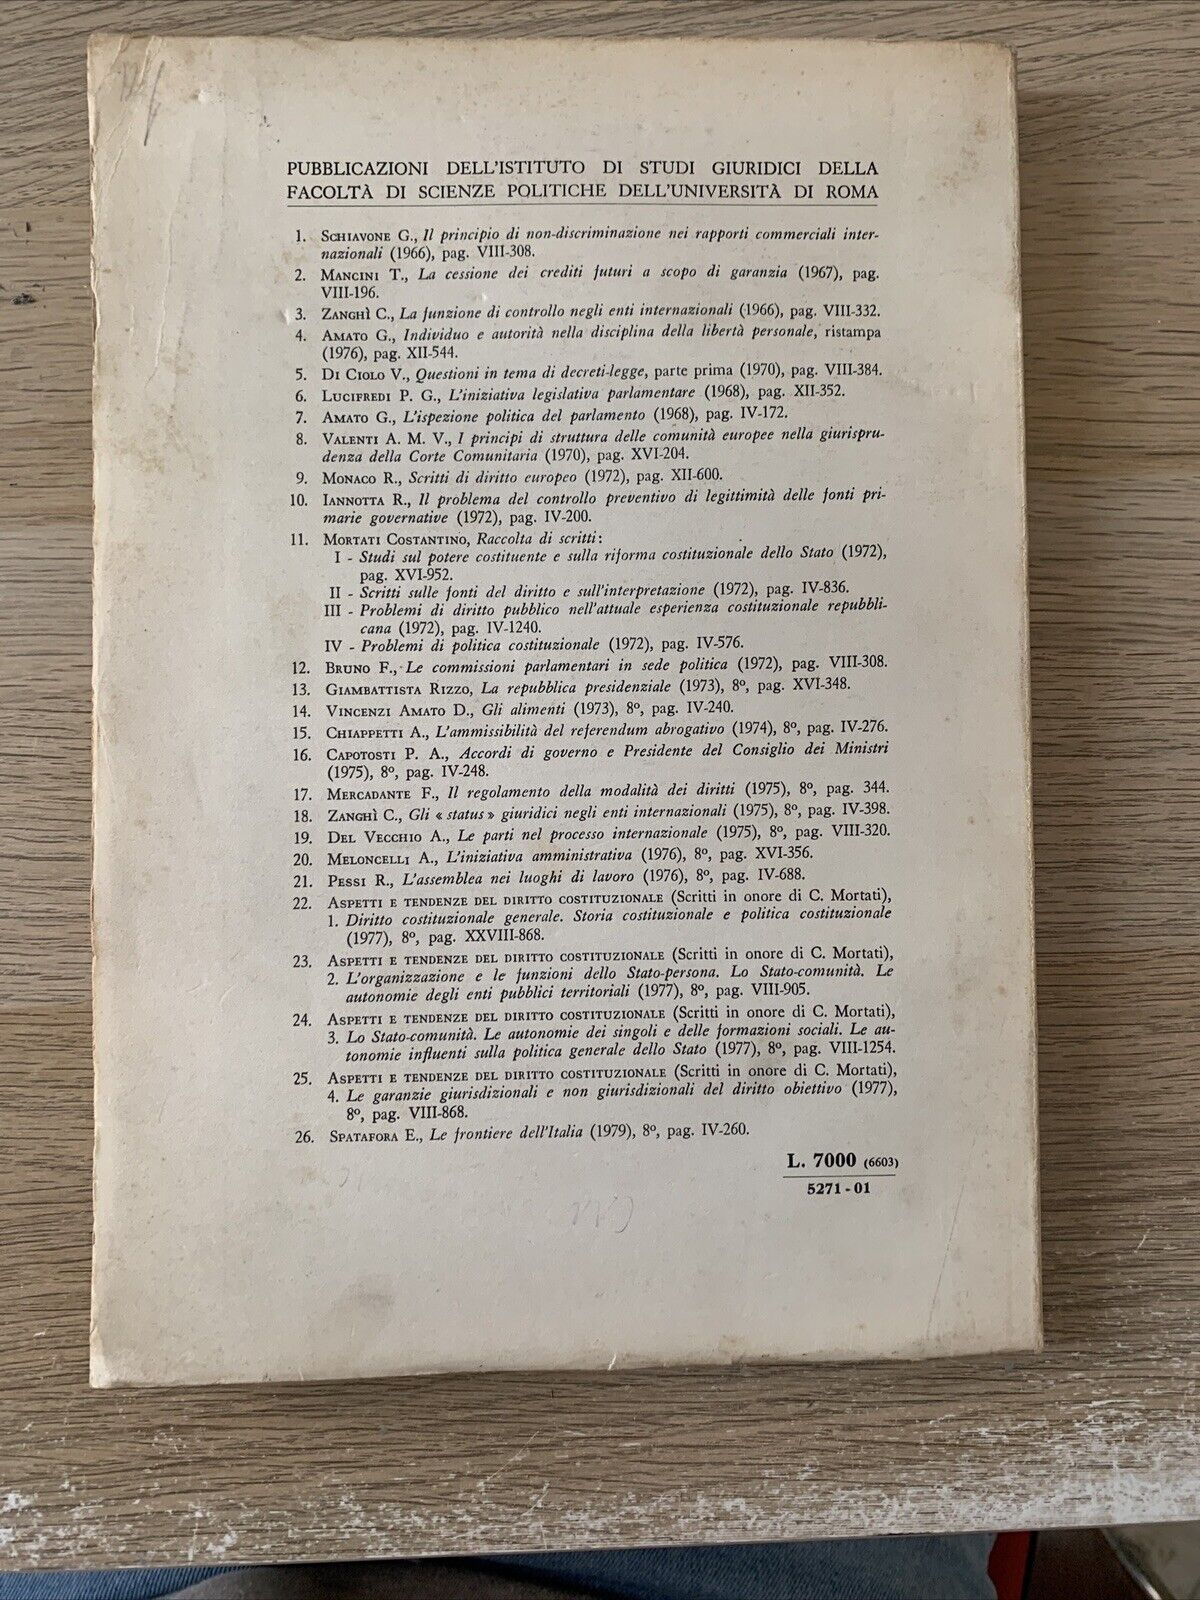 PUBBLICAZIONI DELL'ISTITUTO DI STUDI GIURIDICI DELLA
FACOLTÀ DI SCIENZE POLITICHE DELL'UNIVERSITÀ DI ROMA
1. SCHIAVONE G., Il principio di non-discriminazione nei rapporti commerciali inter-
nazionali (1966), pag. VIII-308.
2. MANCINI T., La cessione dei crediti futuri a scopo di garanzia (1967), pag.
VIII-196.
3. ZANGHÌ C., La funzione di controllo negli enti internazionali (1966), pag. VIII-332.
4. AMATO G., Individuo e autorità nella disciplina della libertà personale, ristampa
(1976), pag. XII-544.
5. DI CIOLO V., Questioni in tema di decreti-legge, parte prima (1970), pag. VIII-384.
6. LUCIFREDI P. G., L'iniziativa legislativa parlamentare (1968), pag. XII-352.
7. AMATO G., L'ispezione politica del parlamento (1968), pag. IV-172.
8. VALENTI A. M. V., I principi di struttura delle comunità europee nella giurispru-
denza della Corte Comunitaria (1970), pag. XVI-204.
9. MONACO R., Scritti di diritto europeo (1972), pag. XII-600.
10. IANNOTTA R., Il problema del controllo preventivo di legittimità delle fonti pri-
marie governative (1972), pag. IV-200.
11. MORTATI COSTANTINO, Raccolta di scritti:
I - Studi sul potere costituente e sulla riforma costituzionale dello Stato (1972),
pag. XVI-952.
II - Scritti sulle fonti del diritto e sull'interpretazione (1972), pag. IV-836.
III - Problemi di diritto pubblico nell'attuale esperienza costituzionale repubbli-
cana (1972), pag. IV-1240.
IV - Problemi di politica costituzionale (1972), pag. IV-576.
12. BRUNO F., Le commissioni parlamentari in sede politica (1972), pag. VIII-308.
13. GIAMBATTISTA RIZZO, La repubblica presidenziale (1973), 8º, pag. XVI-348.
14. VINCENZI AMATO D., Gli alimenti (1973), 8º, pag. IV-240.
15. CHIAPPETTI A., L'ammissibilità del referendum abrogativo (1974), 8º, pag. IV-276.
16. CAPOTOSTI P. A., Accordi di governo e Presidente del Consiglio dei Ministri
(1975), 8º, pag. IV-248.
17. MERCADANTE F., Il regolamento della modalità dei diritti (1975), 8º, pag. 344.
18. ZANGHÌ C., Gli « status » giuridici negli enti internazionali (1975), 8º, pag. IV-398.
19. DEL VECCHIO A., Le parti nel processo internazionale (1975), 8º, pag. VIII-320.
20. MELONCELLI A., L'iniziativa amministrativa (1976), 8º, pag. XVI-356.
21. PESSI R., L'assemblea nei luoghi di lavoro (1976), 8º, pag. IV-688.
22. ASPETTI E TENDENZE DEL DIRITTO COSTITUZIONALE (Scritti in onore di C. Mortati),
1. Diritto costituzionale generale. Storia costituzionale e politica costituzionale
(1977), 8º, pag. XXVIII-868.
23. ASPETTI E TENDENZE DEL DIRITTO COSTITUZIONALE (Scritti in onore di C. Mortati),
2. L'organizzazione e le funzioni dello Stato-persona. Lo Stato-comunità. Le
autonomie degli enti pubblici territoriali (1977), 8º, pag. VIII-905.
24. ASPETTI E TENDENZE DEL DIRITTO COSTITUZIONALE (Scritti in onore di C. Mortati),
3. Lo Stato-comunità. Le autonomie dei singoli e delle formazioni sociali. Le au-
tonomie influenti sulla politica generale dello Stato (1977), 8º, pag. VIII-1254.
25. ASPETTI E TENDENZE DEL DIRITTO COSTITUZIONALE (Scritti in onore di C. Mortati),
4. Le garanzie giurisdizionali e non giurisdizionali del diritto obiettivo (1977),
8º, pag. VIII-868.
26. SPATAFORA E., Le frontiere dell'Italia (1979), 8º, pag. IV-260.
L. 7000 (6603)
5271 - 01